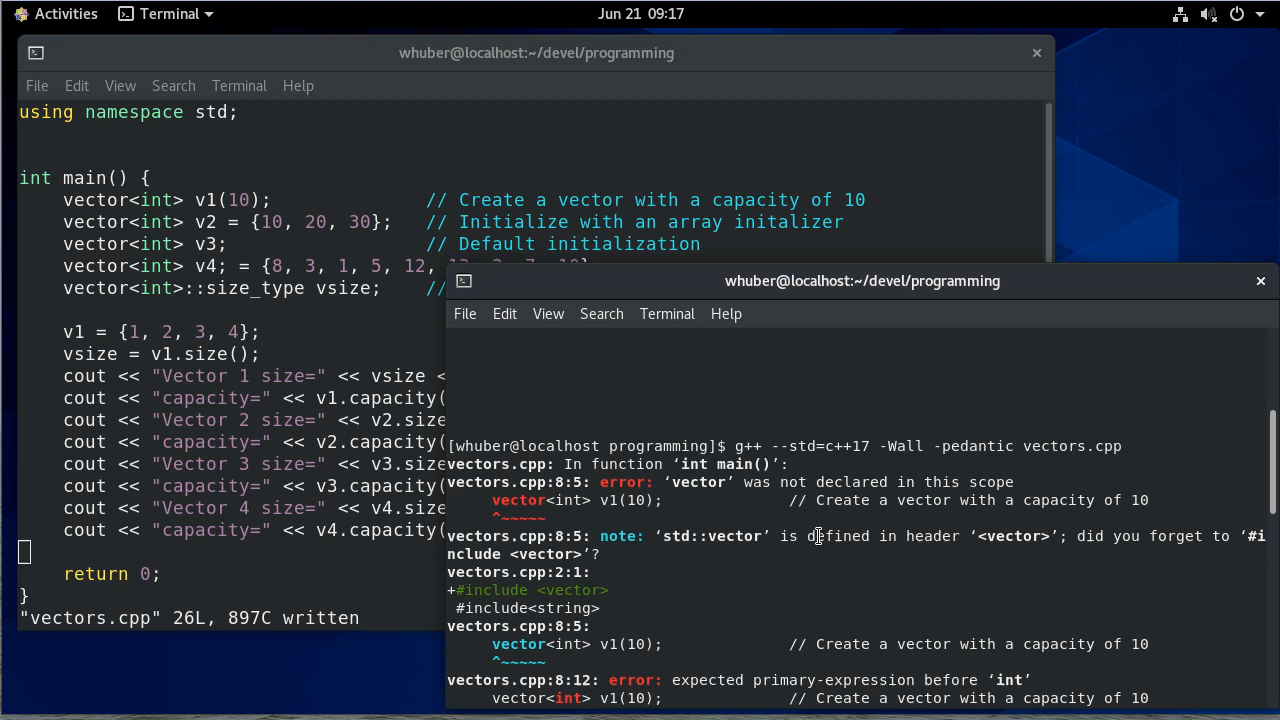 Activities Terminal Jun 21 09:17
whuber@localhost:~/devel/programming
File Edit View Search Terminal Help
using namespace std;
int main() {
vector<int> v1(10); // Create a vector with a capacity of 10
vector<int> v2 = {10, 20, 30}; // Initialize with an array initalizer
vector<int> v3; // Default initialization
vector<int> v4; = {8, 3, 1, 5, 12,
vector<int>::size_type vsize; //
v1 = {1, 2, 3, 4};
vsize = v1.size();
cout << "Vector 1 size=" << vsize <
cout << "capacity=" << v1.capacity(
cout << "Vector 2 size=" << v2.size
cout << "capacity=" << v2.capacity(
cout << "Vector 3 size=" << v3.size
cout << "capacity=" << v3.capacity(
cout << "Vector 4 size=" << v4.size
cout << "capacity=" << v4.capacity(
return 0;
}
"vectors.cpp" 26L, 897C written
whuber@localhost:~/devel/programming
File Edit View Search Terminal Help
[whuber@localhost programming]$ g++ --std=c++17 -Wall -pedantic vectors.cpp
vectors.cpp: In function ‘int main()’:
vectors.cpp:8:5: error: ‘vector’ was not declared in this scope
vector<int> v1(10); // Create a vector with a capacity of 10
^~~~~~
vectors.cpp:8:5: note: ‘std::vector’ is defined in header ‘<vector>’; did you forget to ‘#i
nclude <vector>’?
vectors.cpp:2:1:
+#include <vector>
#include<string>
vectors.cpp:8:5:
vector<int> v1(10); // Create a vector with a capacity of 10
^~~~~~
vectors.cpp:8:12: error: expected primary-expression before ‘int’
vector<int> v1(10); // Create a vector with a capacity of 10